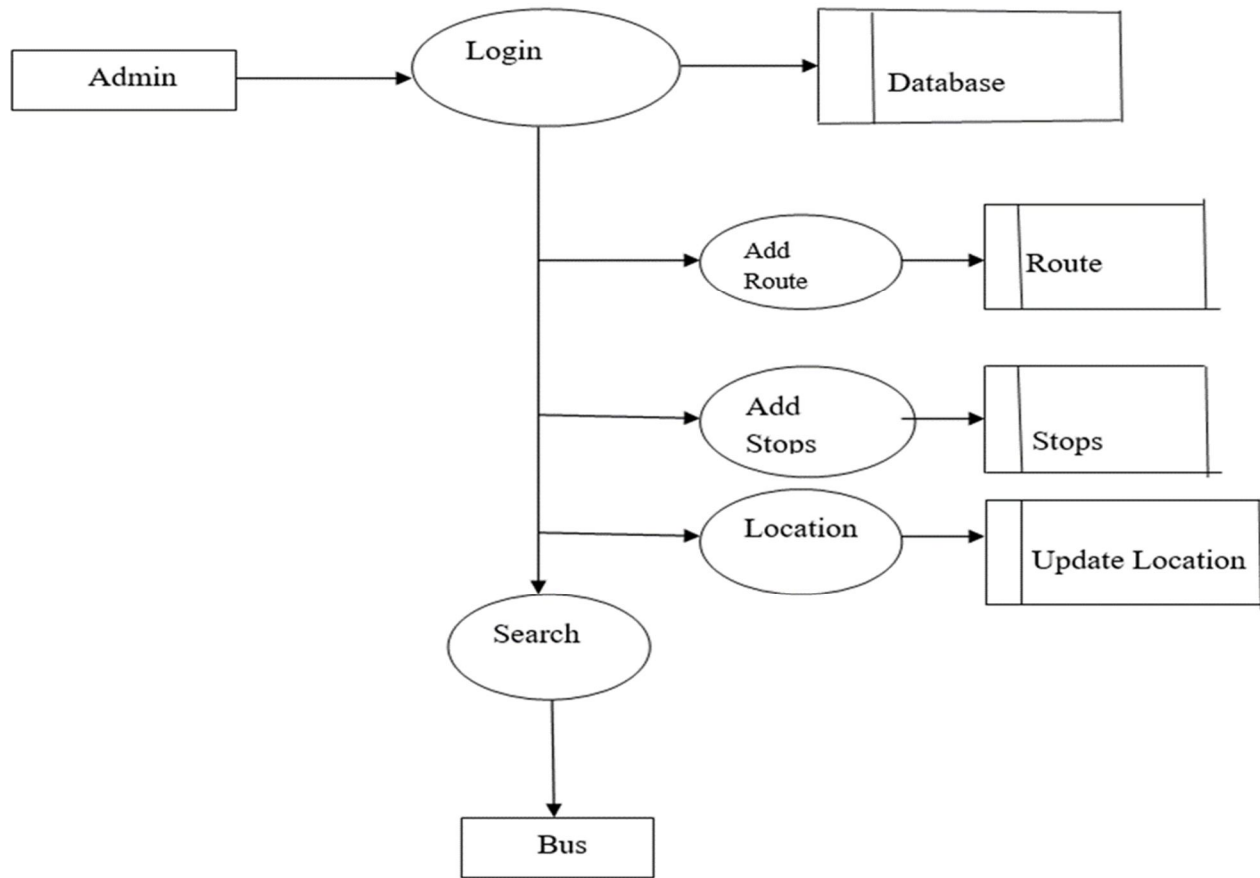 Login
Admin
Database
Add
Route
Route
Add
Stops
Stops
Location
Update Location
Search
Bus